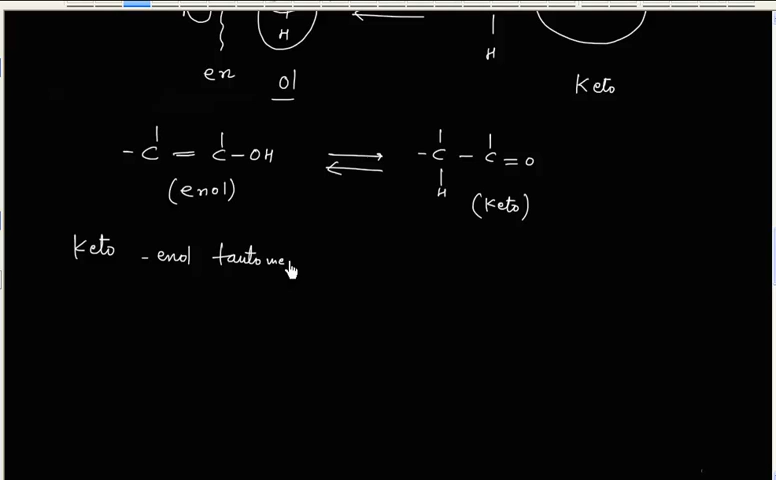 H
H
en
ol
Keto
- C = C - OH
- C - C = O
H
(enol)
(Keto)
Keto - enol tautome